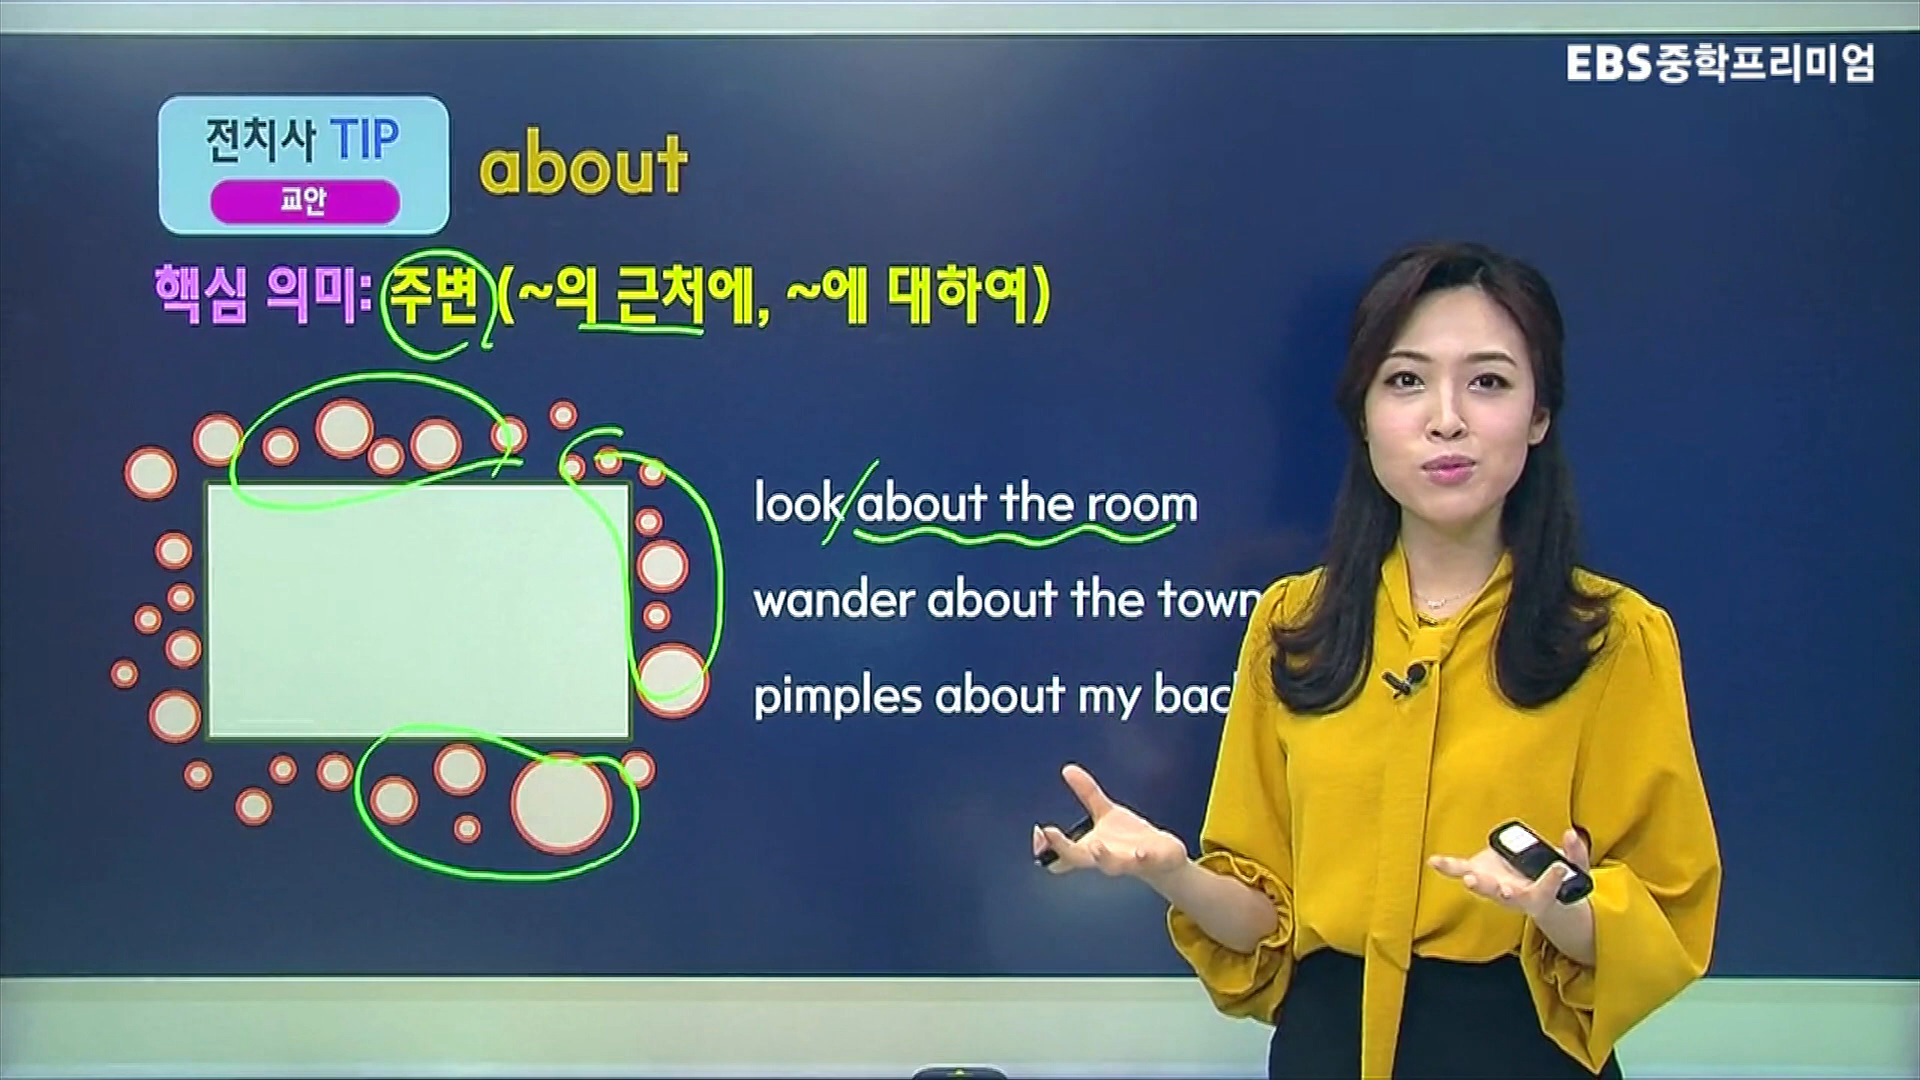 EBS중학프리미엄
전치사 TIP
교안
about
핵심 의미: 주변 (~의 근처에, ~에 대하여)
look about the room
wander about the town
pimples about my